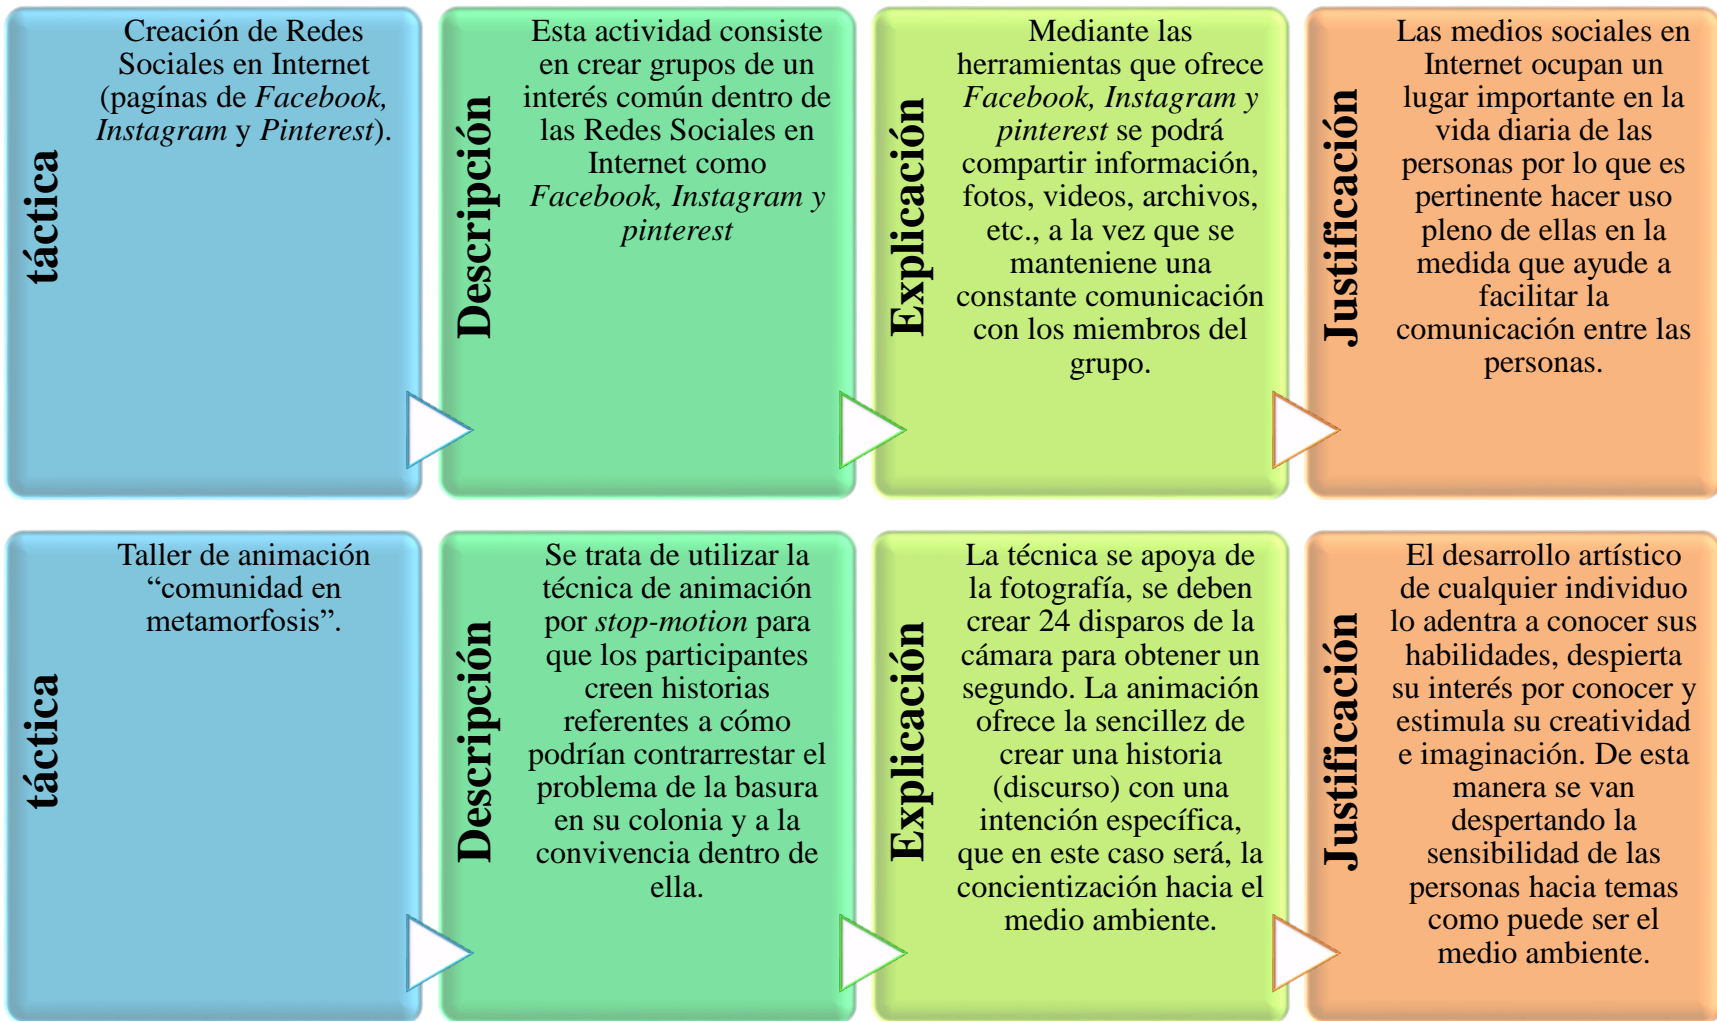 táctica
Creación de Redes
Sociales en Internet
(pagínas de Facebook,
Instagram y Pinterest).
Descripción
Esta actividad consiste
en crear grupos de un
interés común dentro de
las Redes Sociales en
Internet como
Facebook, Instagram y
pinterest
Explicación
Mediante las
herramientas que ofrece
Facebook, Instagram y
pinterest se podrá
compartir información,
fotos, videos, archivos,
etc., a la vez que se
manteniene una
constante comunicación
con los miembros del
grupo.
Justificación
Las medios sociales en
Internet ocupan un
lugar importante en la
vida diaria de las
personas por lo que es
pertinente hacer uso
pleno de ellas en la
medida que ayude a
facilitar la
comunicación entre las
personas.
táctica
Taller de animación
“comunidad en
metamorfosis”.
Descripción
Se trata de utilizar la
técnica de animación
por stop-motion para
que los participantes
creen historias
referentes a cómo
podrían contrarrestar el
problema de la basura
en su colonia y a la
convivencia dentro de
ella.
Explicación
La técnica se apoya de
la fotografía, se deben
crear 24 disparos de la
cámara para obtener un
segundo. La animación
ofrece la sencillez de
crear una historia
(discurso) con una
intención específica,
que en este caso será, la
concientización hacia el
medio ambiente.
Justificación
El desarrollo artístico
de cualquier individuo
lo adentra a conocer sus
habilidades, despierta
su interés por conocer y
estimula su creatividad
e imaginación. De esta
manera se van
despertando la
sensibilidad de las
personas hacia temas
como puede ser el
medio ambiente.